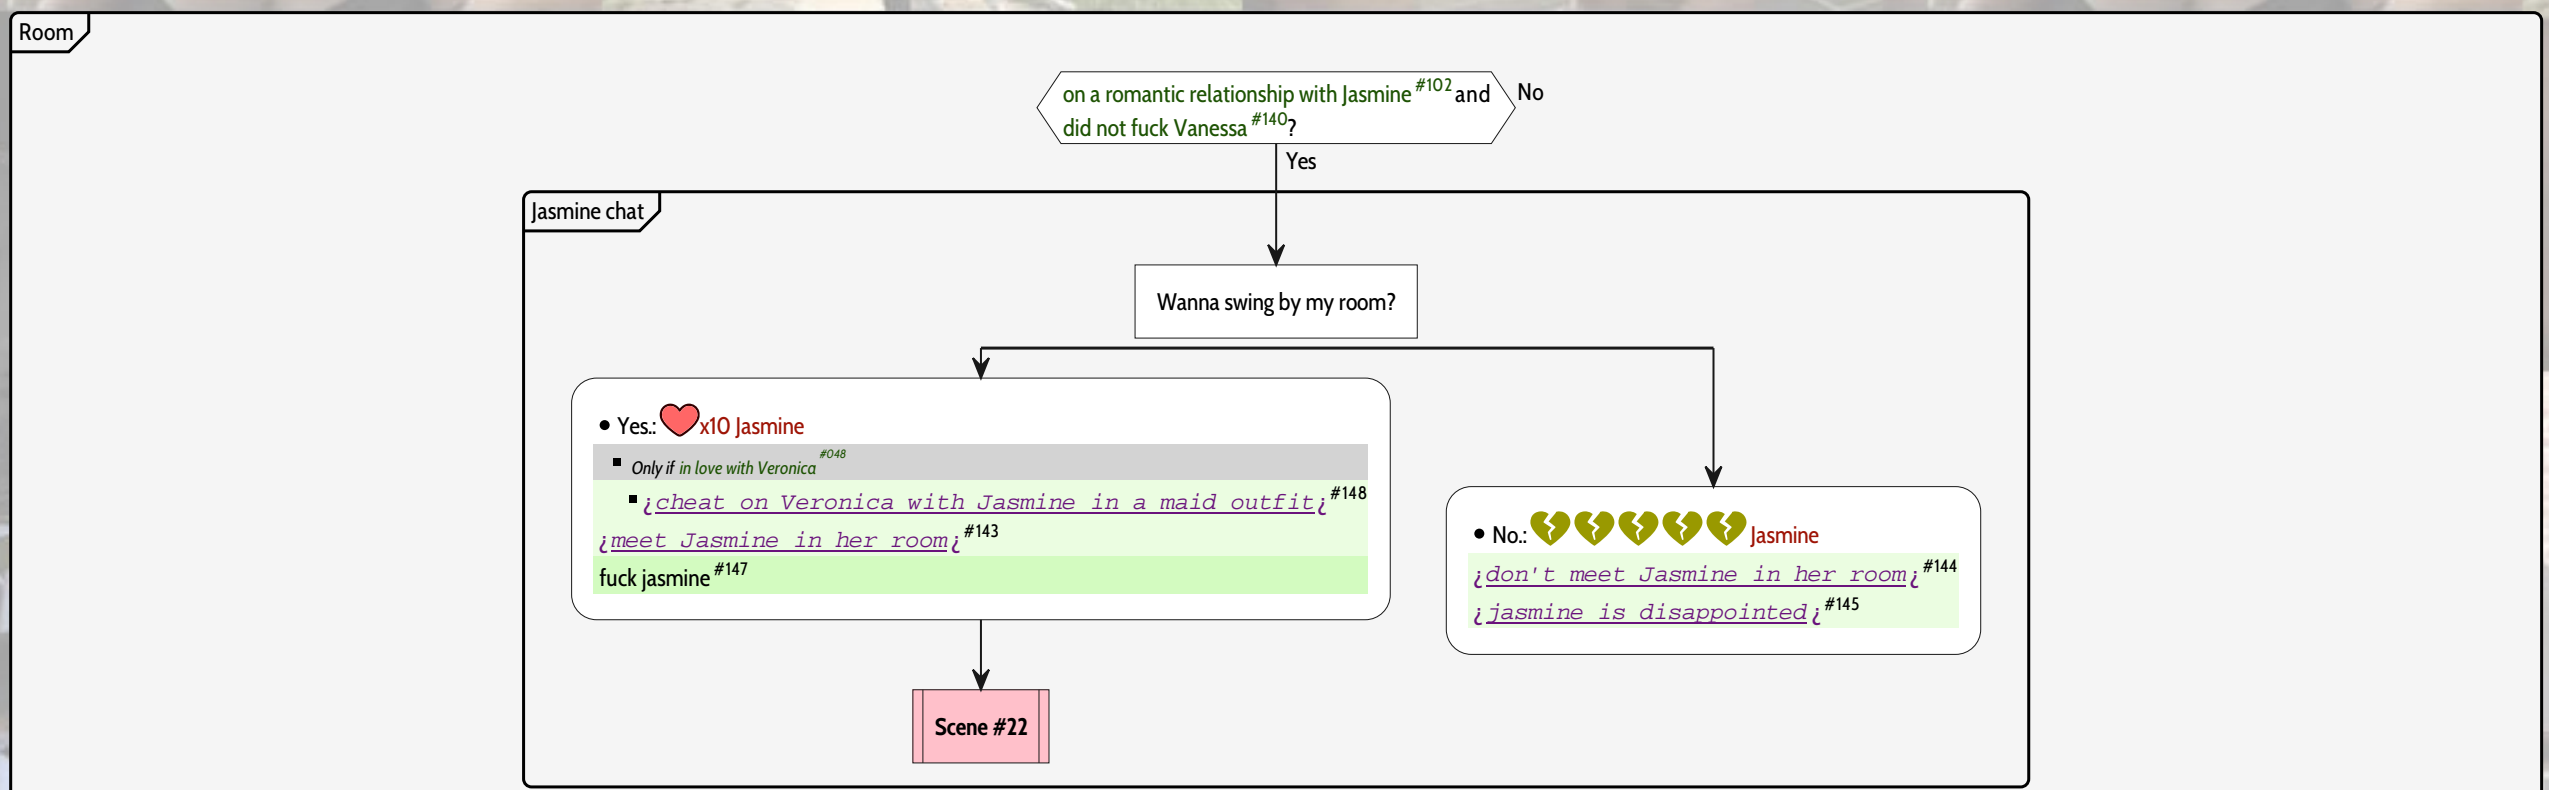 Room
on a romantic relationship with Jasmine #102 and
did not fuck Vanessa #140?
No
Yes
Jasmine chat
Wanna swing by my room?
• Yes.: x10 Jasmine
▪ Only if in love with Veronica #048
▪ ¿cheat on Veronica with Jasmine in a maid outfit¿ #148
¿meet Jasmine in her room¿ #143
fuck jasmine #147
• No.: Jasmine
¿don't meet Jasmine in her room¿ #144
¿jasmine is disappointed¿ #145
Scene #22